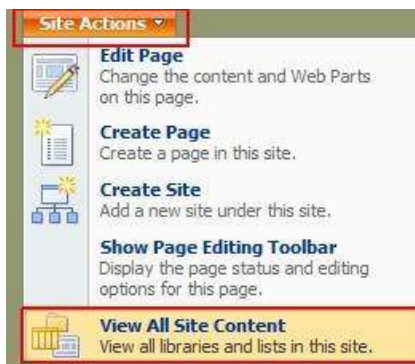 Site Actions
Edit Page
Change the content and Web Parts
on this page.
Create Page
Create a page in this site.
Create Site
Add a new site under this site.
Show Page Editing Toolbar
Display the page status and editing
options for this page.
View All Site Content
View all libraries and lists in this site.